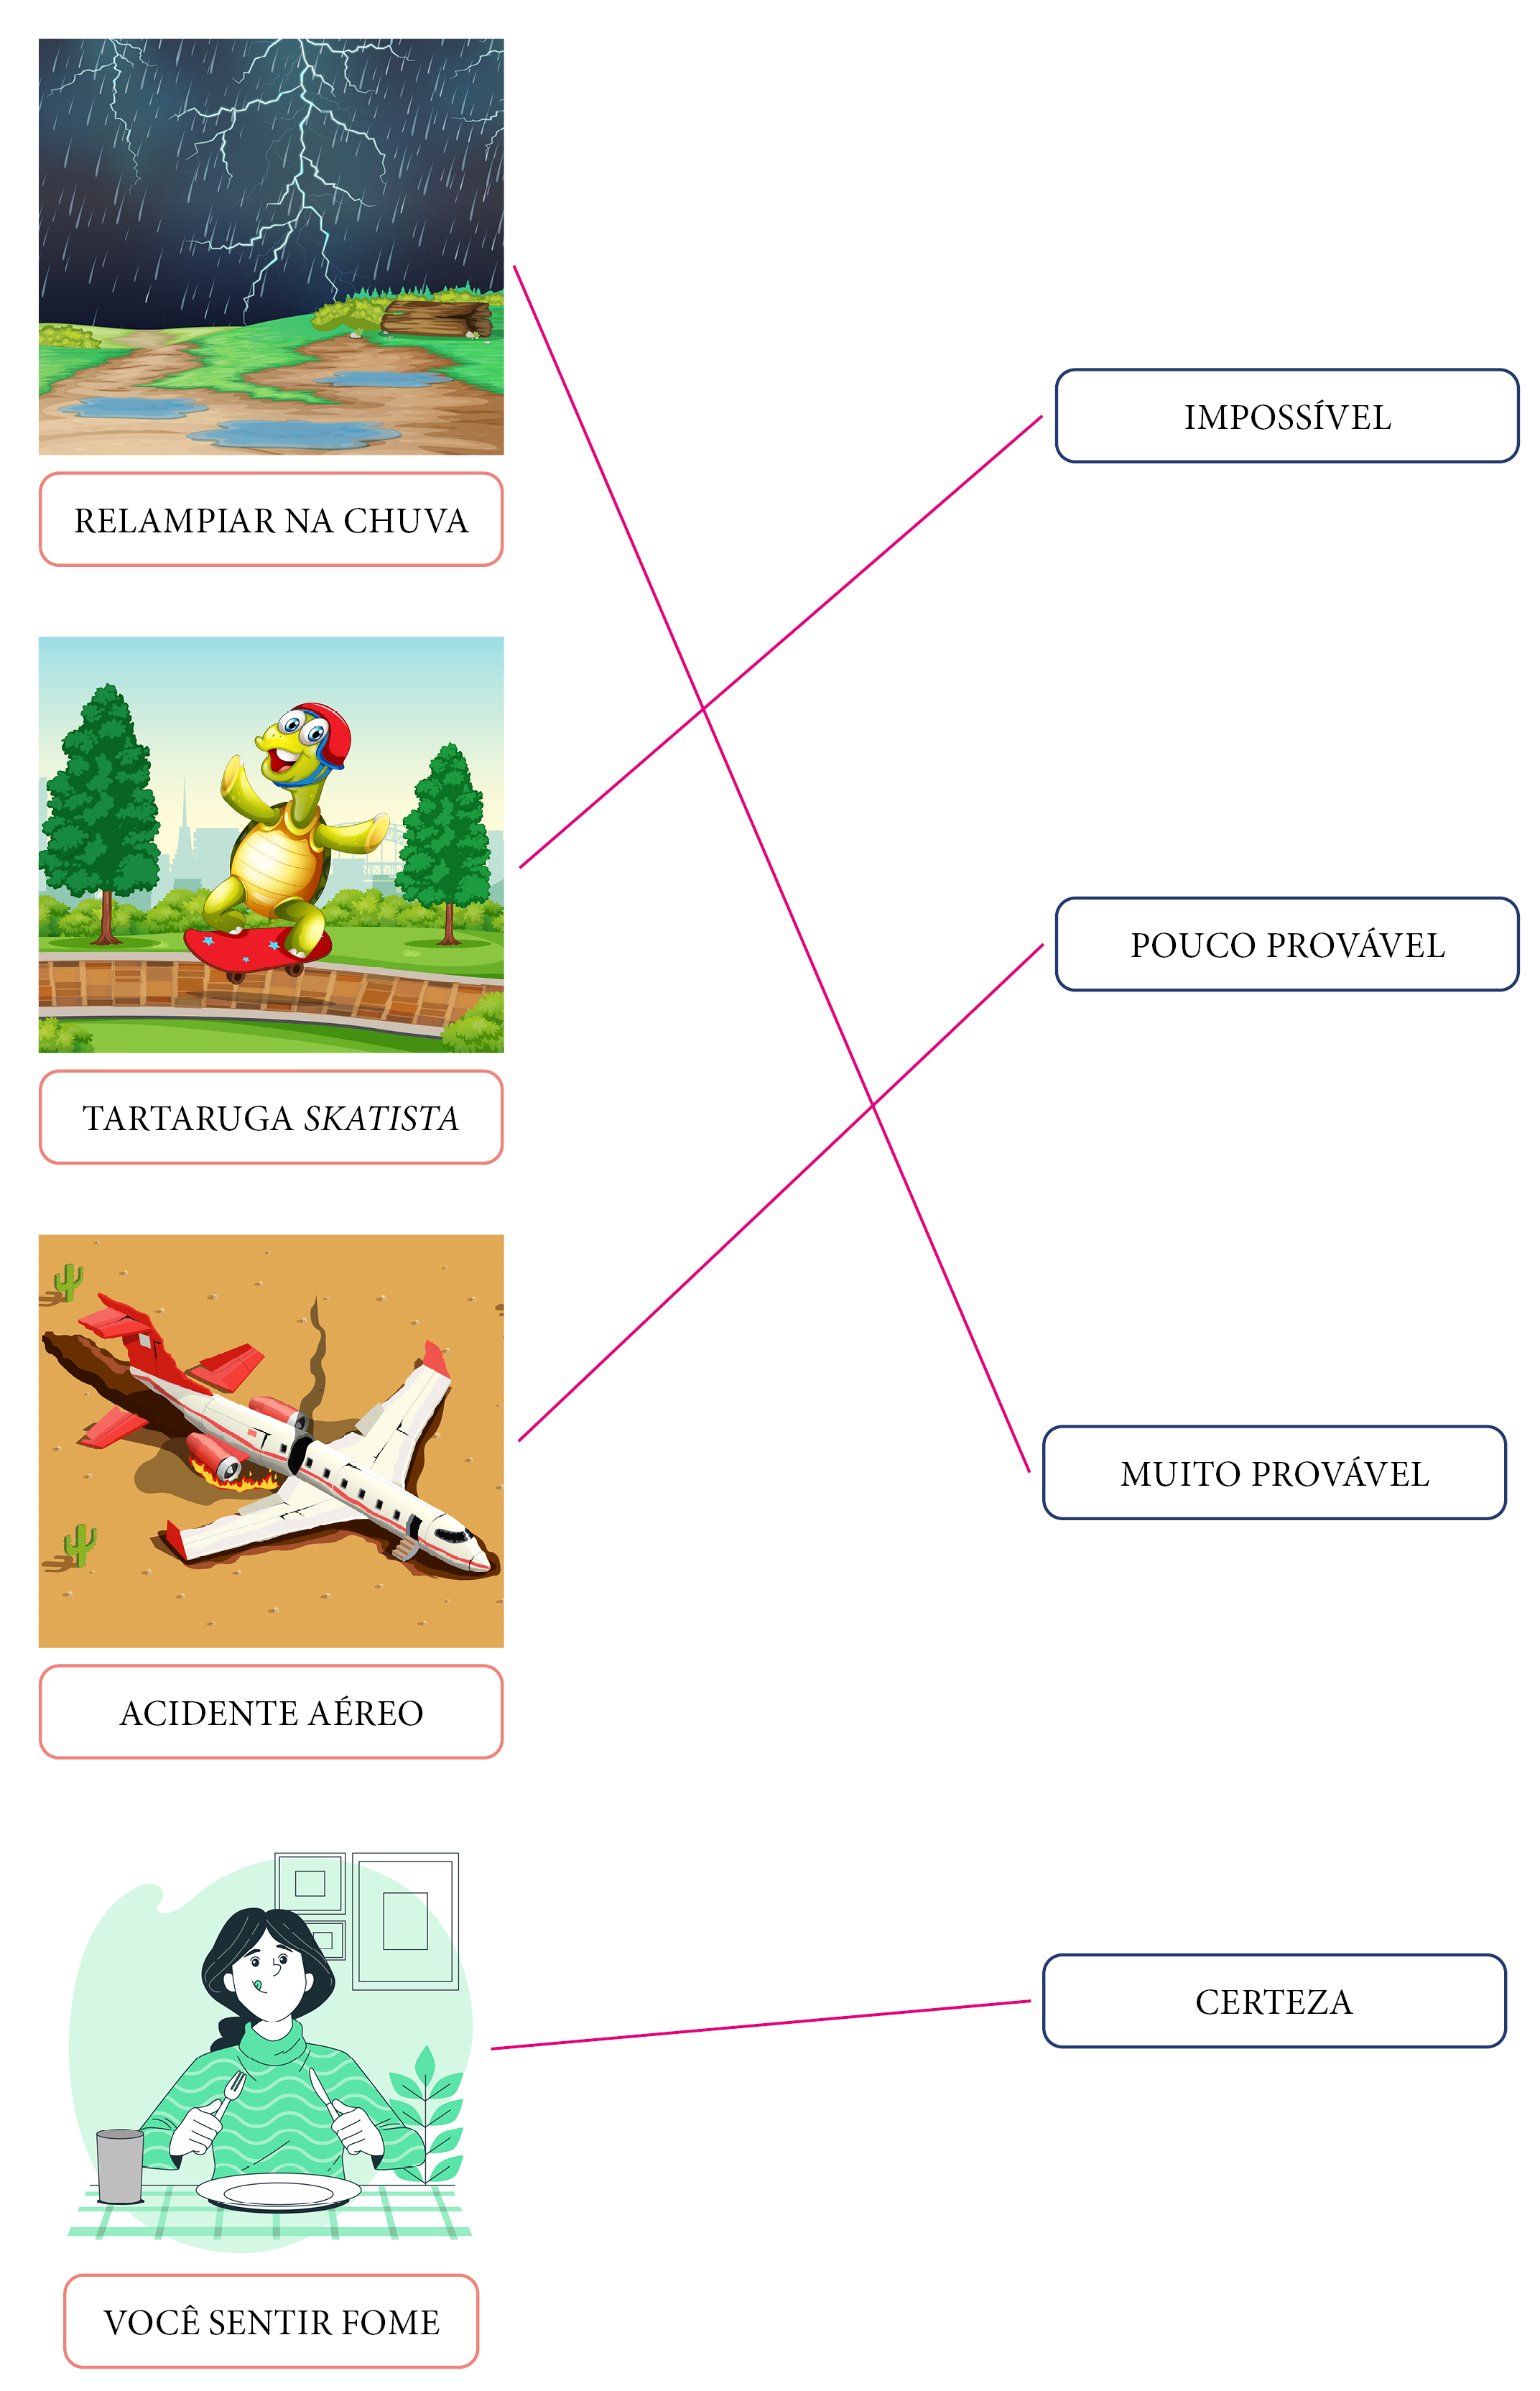 RELAMPIAR NA CHUVA
IMPOSSÍVEL
TARTARUGA SKATISTA
POUCO PROVÁVEL
ACIDENTE AÉREO
MUITO PROVÁVEL
VOCÊ SENTIR FOME
CERTEZA